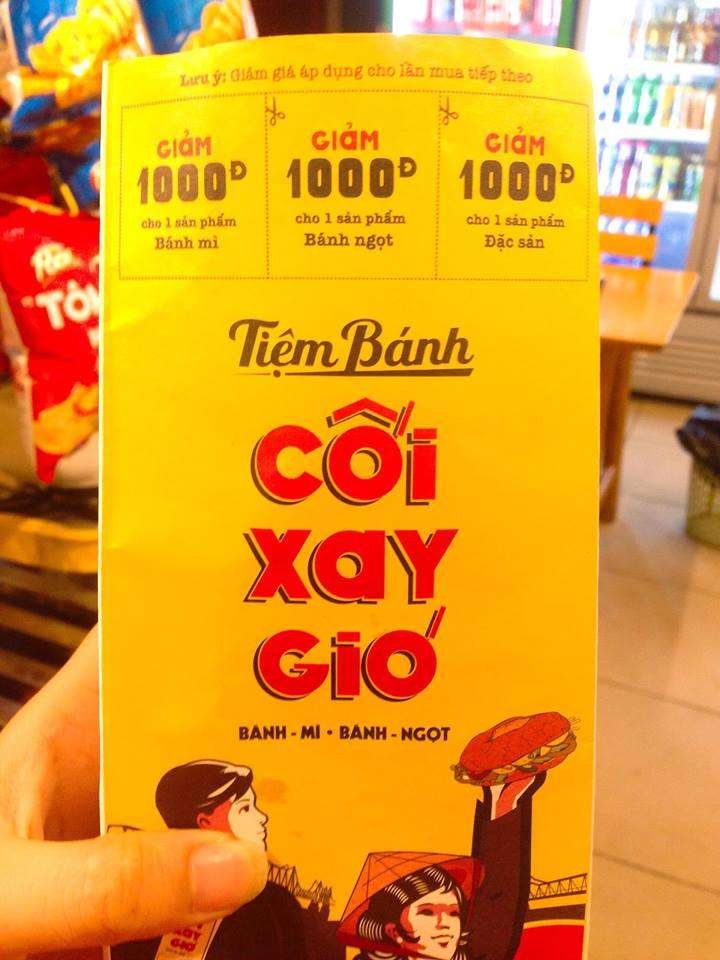 Lưu ý: Giảm giá áp dụng cho lần mua tiếp theo
GIẢM
1000Đ
cho 1 sản phẩm
Bánh mì
GIẢM
1000Đ
cho 1 sản phẩm
Bánh ngọt
GIẢM
1000Đ
cho 1 sản phẩm
Đặc sản
Tiệm Bánh
CỐI
XAY
GIÓ
BÁNH - MÌ • BÁNH - NGỌT
XAY
GIÓ